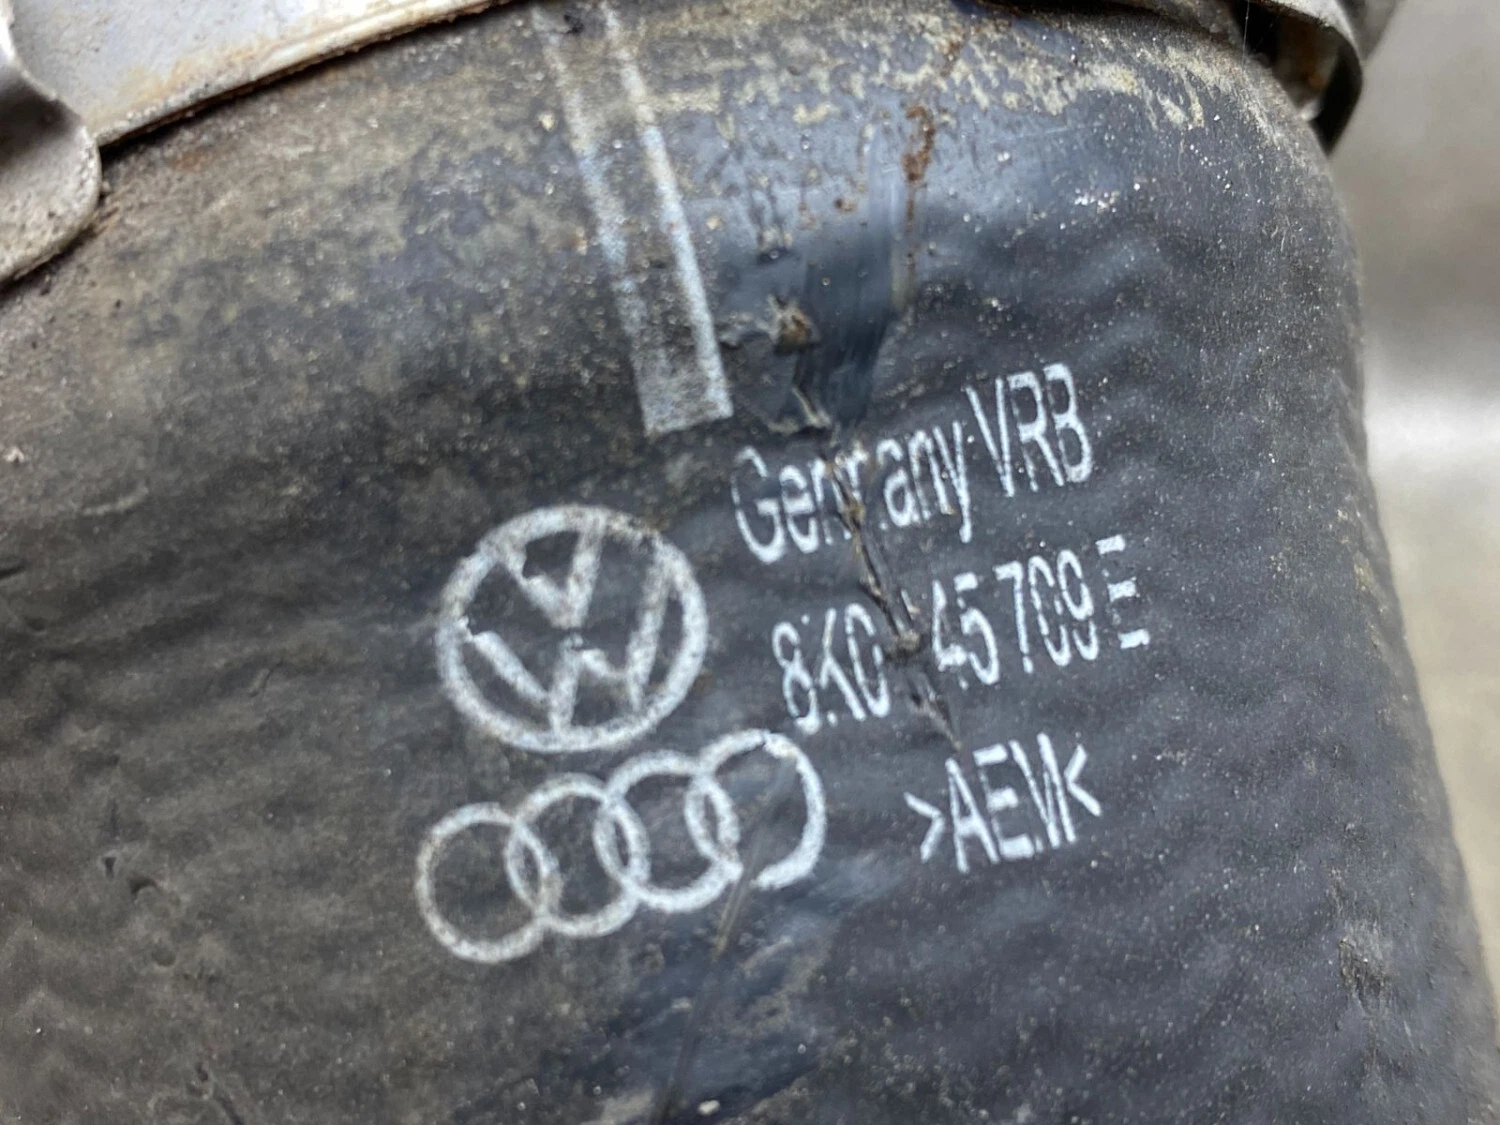 Germany VRB
8K0 145 709 E
>AEM<